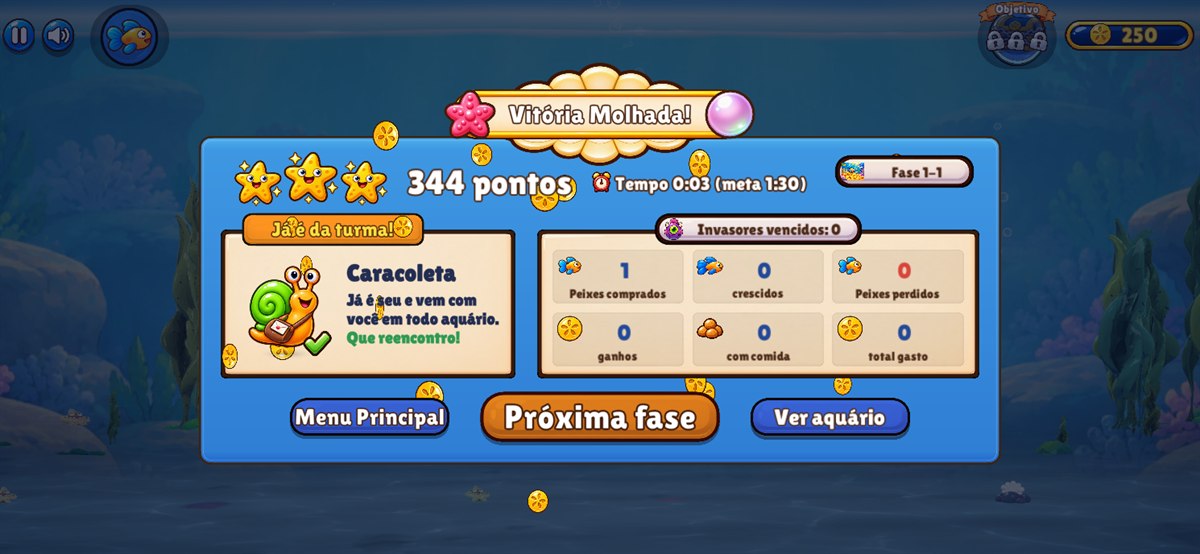 Objetivo
250
Vitória Molhada!
344 pontos
Tempo 0:03 (meta 1:30)
Fase 1-1
Já é da turma!
Caracoleta
Já é seu e vem com
você em todo aquário.
Que reencontro!
Invasores vencidos: 0
1
Peixes comprados
0
crescidos
0
Peixes perdidos
0
ganhos
0
com comida
0
total gasto
Menu Principal
Próxima fase
Ver aquário